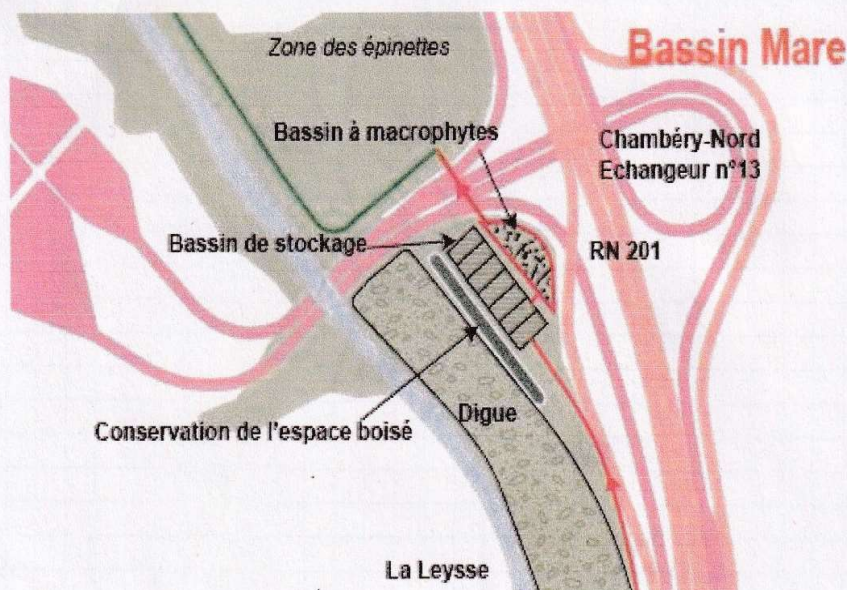 Zone des épinettes
Bassin Mare
Bassin à macrophytes
Chambéry-Nord
Echangeur n°13
Bassin de stockage
RN 201
Conservation de l'espace boisé
Digue
La Leysse